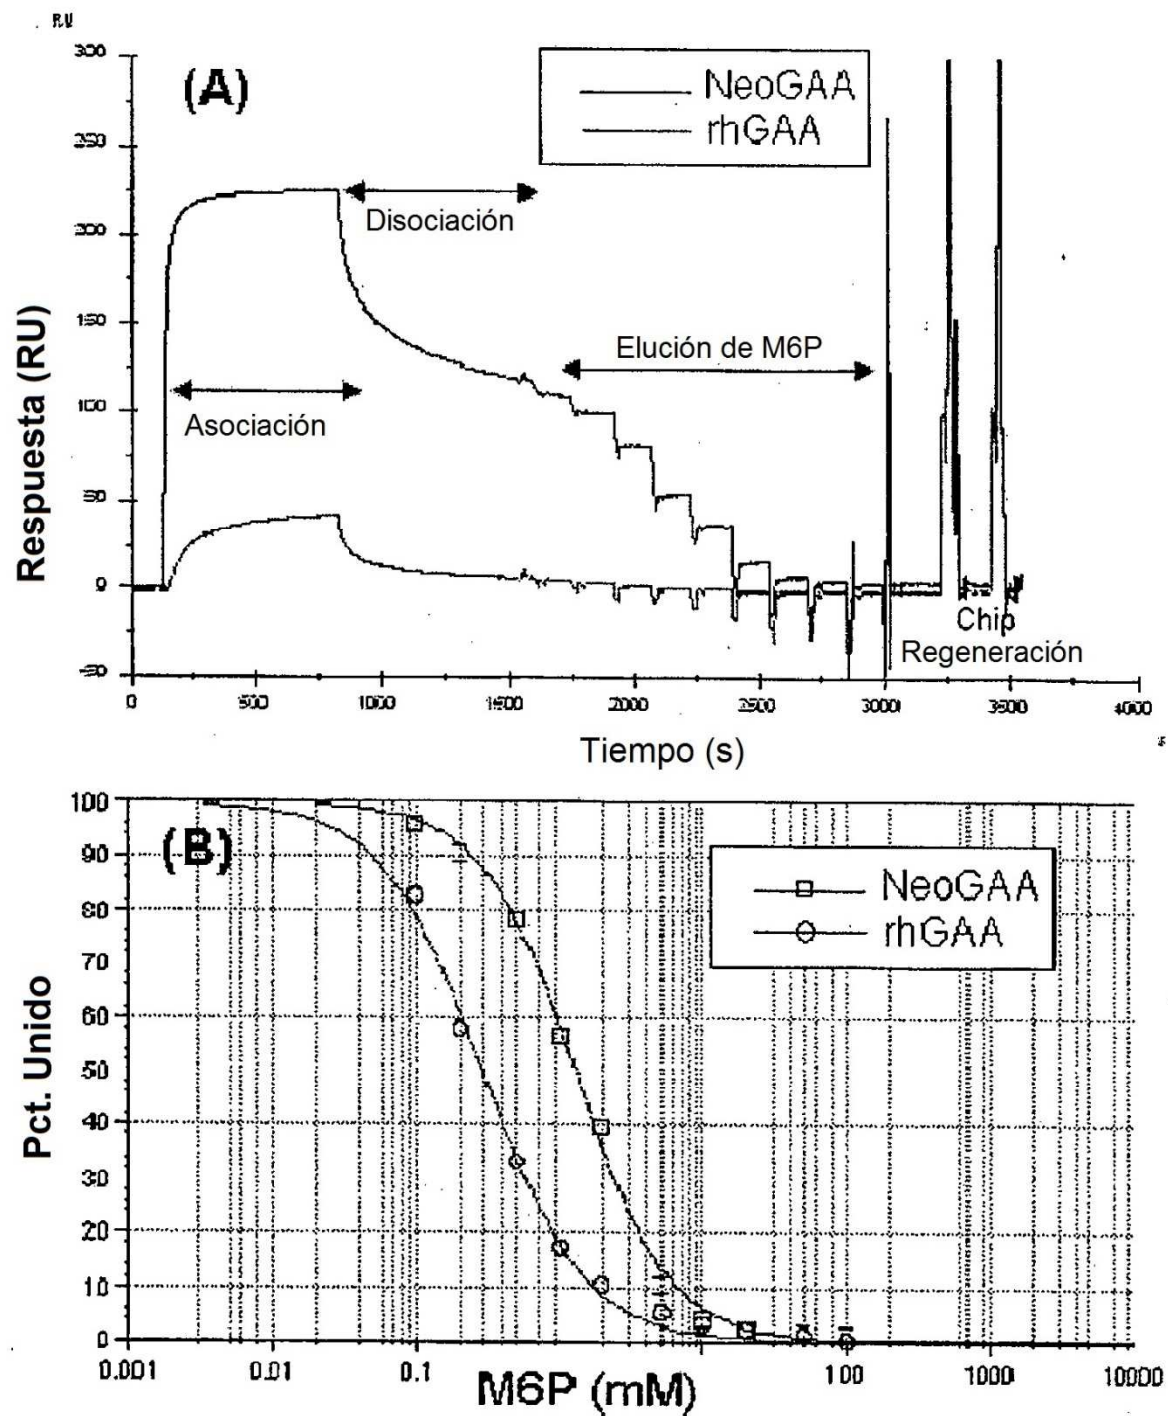 RU
300
(A)
NeoGAA
rhGAA
250
200
150
100
50
0
-50
Respuesta (RU)
Disociación
Asociación
Elución de M6P
Chip
Regeneración
0
500
1000
1500
2000
2500
3000
3500
4000
Tiempo (s)
s
100
90
80
70
60
50
40
30
20
10
0
(B)
NeoGAA
rhGAA
Pct. Unido
0.001
0.01
0.1
100
1000
10000
M6P (mM)